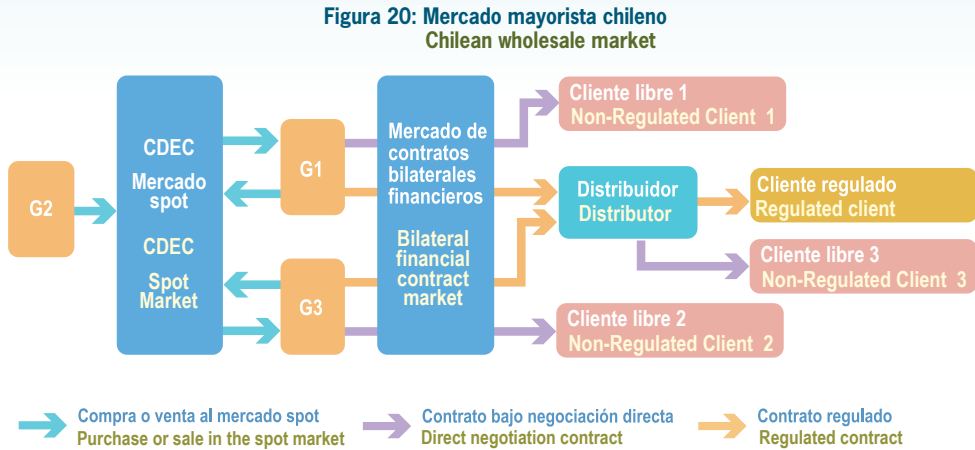 Figura 20: Mercado mayorista chileno
Chilean wholesale market
G2
CDEC
Mercado
spot
CDEC
Spot
Market
G1
G3
Mercado de
contratos
bilaterales
financieros
Bilateral
financial
contract
market
Cliente libre 1
Non-Regulated Client 1
Distribuidor
Distributor
Cliente regulado
Regulated client
Cliente libre 3
Non-Regulated Client 3
Cliente libre 2
Non-Regulated Client 2
Compra o venta al mercado spot
Purchase or sale in the spot market
Contrato bajo negociación directa
Direct negotiation contract
Contrato regulado
Regulated contract